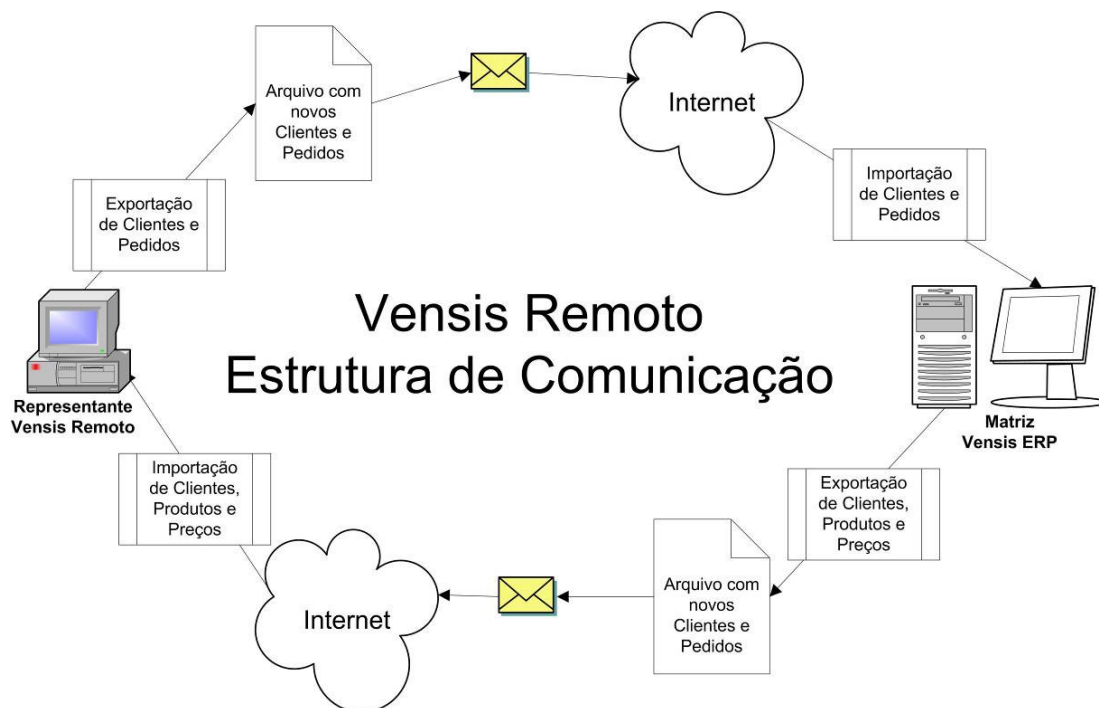 Arquivo com
novos
Clientes e
Pedidos
Internet
Importação
de Clientes
e Pedidos
Exportação
de Clientes e
Pedidos
Vensis Remoto
Estrutura de Comunicação
Representante
Vensis Remoto
Matriz
Vensis ERP
Importação
de Clientes,
Produtos e
Preços
Exportação
de Clientes,
Produtos e
Preços
Internet
Arquivo com
novos
Clientes e
Pedidos